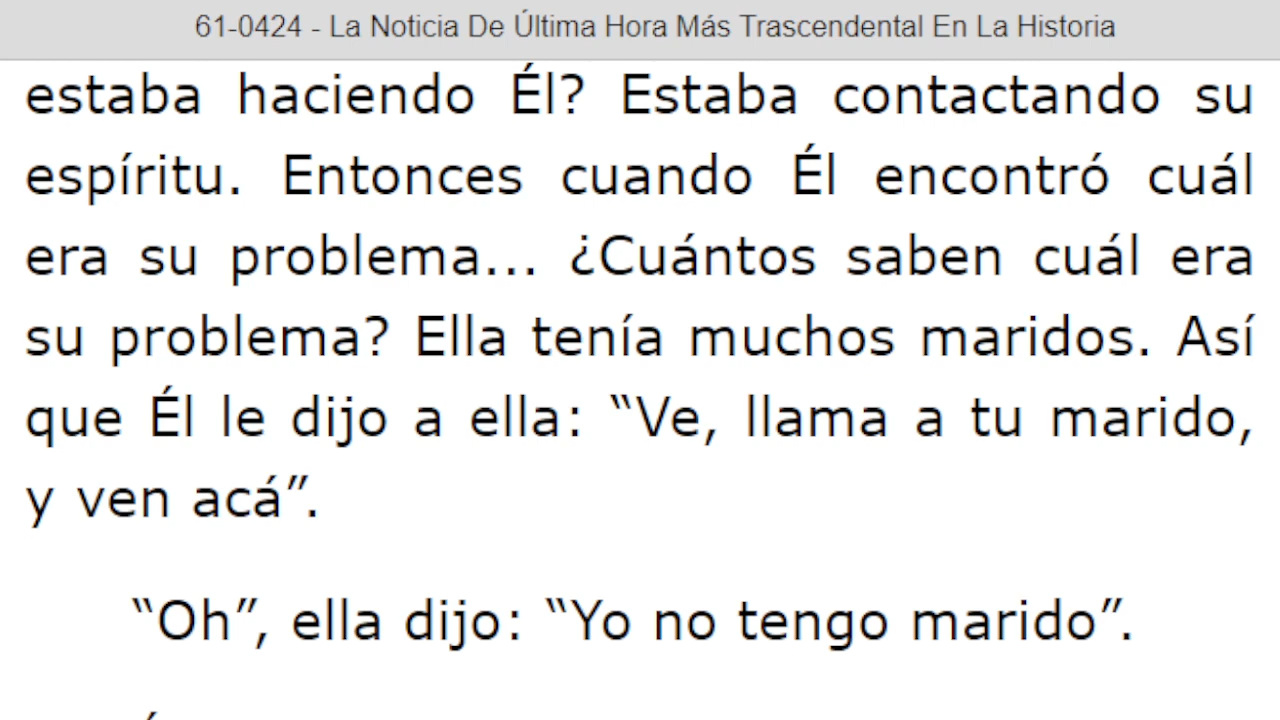 61-0424 - La Noticia De Última Hora Más Trascendental En La Historia
estaba haciendo Él? Estaba contactando su
espíritu. Entonces cuando Él encontró cuál
era su problema... ¿Cuántos saben cuál era
su problema? Ella tenía muchos maridos. Así
que Él le dijo a ella: “Ve, llama a tu marido,
y ven acá”.
“Oh”, ella dijo: “Yo no tengo marido”.